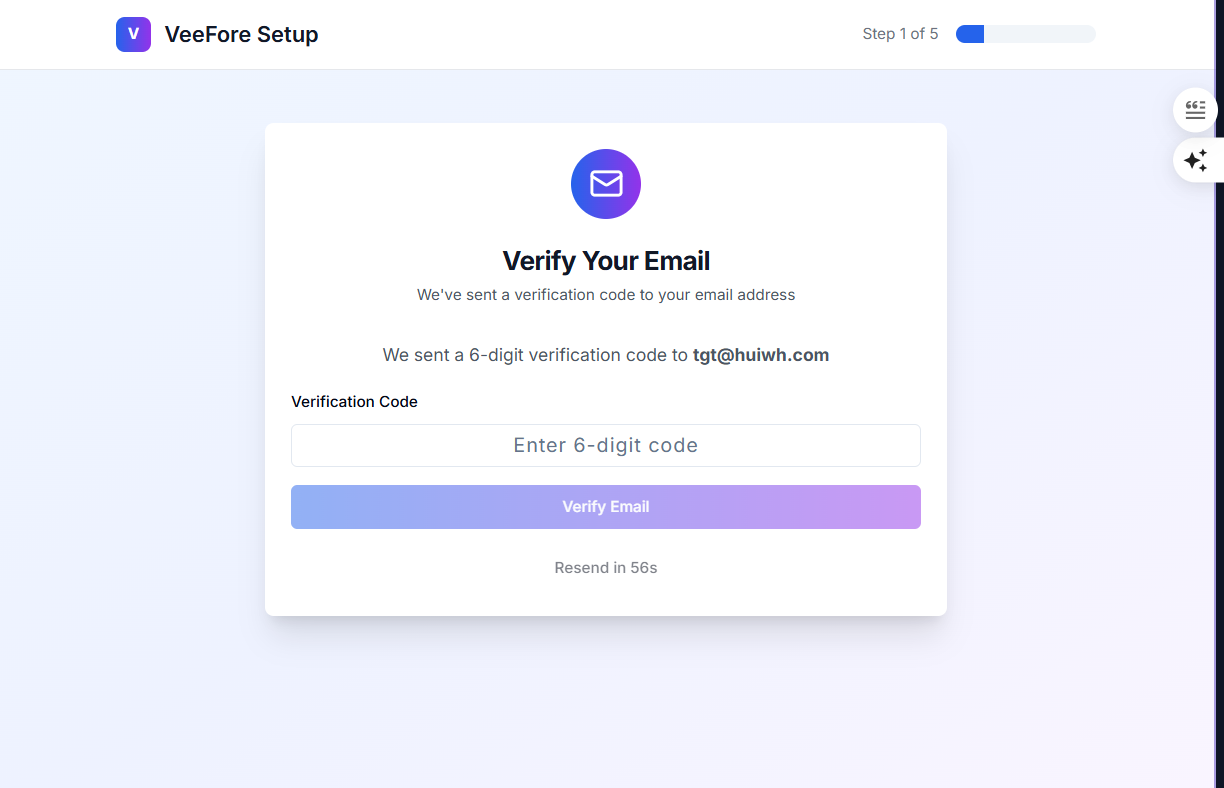 V VeeFore Setup
Step 1 of 5
Verify Your Email
We've sent a verification code to your email address
We sent a 6-digit verification code to tgt@huiwh.com
Verification Code
Enter 6-digit code
Verify Email
Resend in 56s